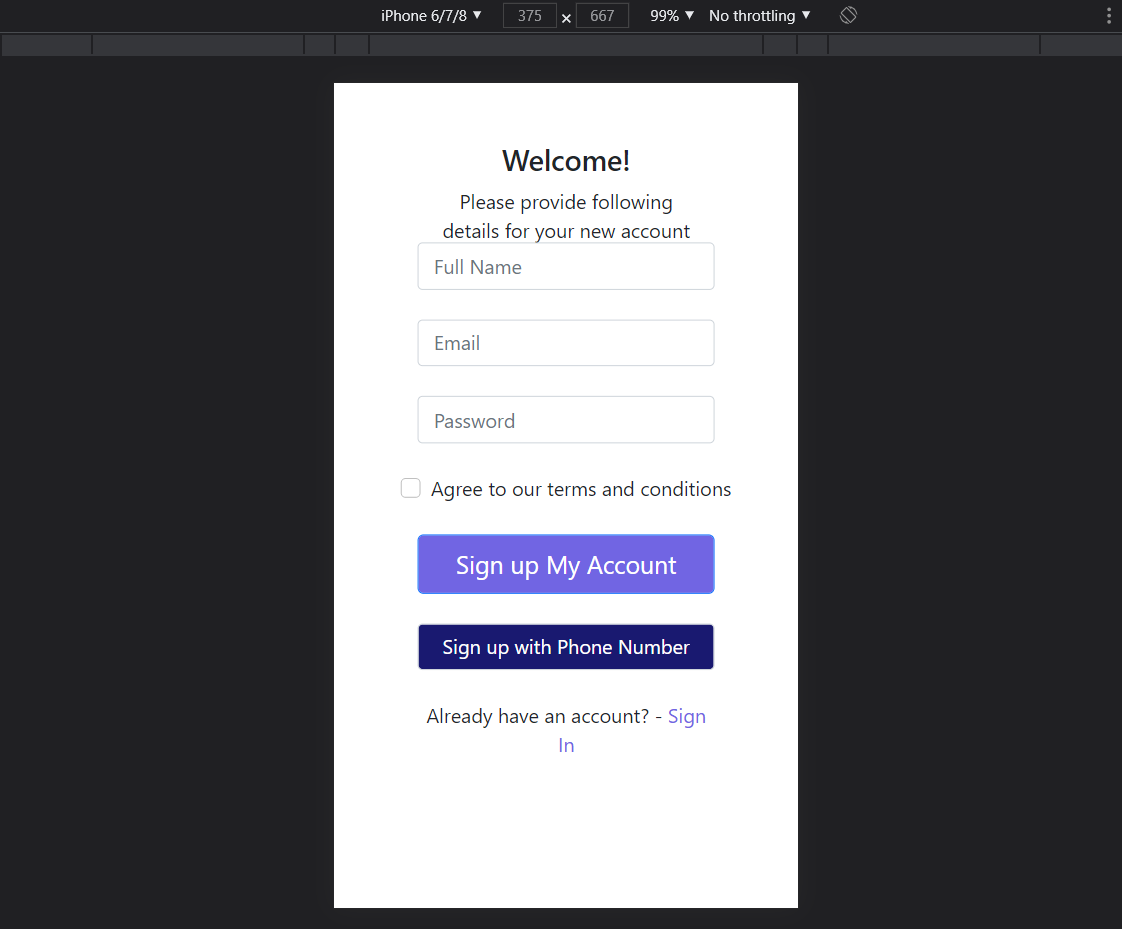 iPhone 6/7/8 ▼ 375 × 667 99% ▼ No throttling ▼
Welcome!
Please provide following
details for your new account
Full Name
Email
Password
Agree to our terms and conditions
Sign up My Account
Sign up with Phone Number
Already have an account? - Sign
In